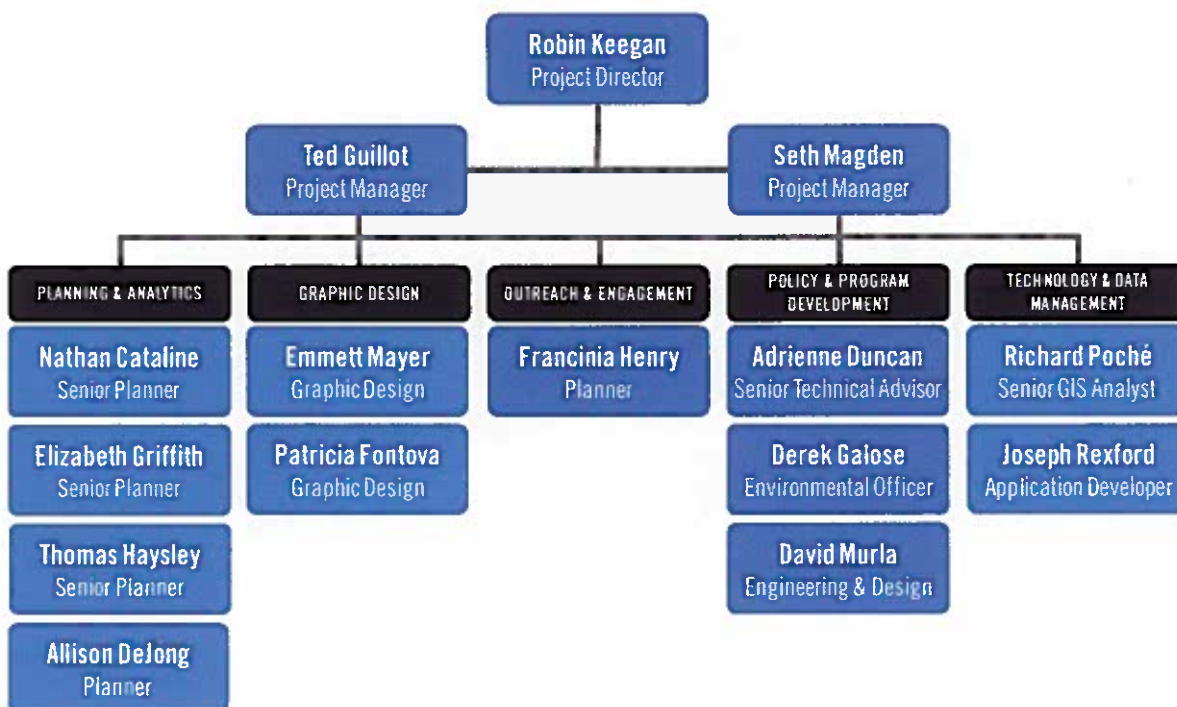 Robin Keegan
Project Director
Ted Guillot
Project Manager
Seth Magden
Project Manager
PLANNING & ANALYTICS
Nathan Cataline
Senior Planner
Elizabeth Griffith
Senior Planner
Thomas Haysley
Senior Planner
Allison DeJong
Planner
GRAPHIC DESIGN
Emmett Mayer
Graphic Design
Patricia Fontova
Graphic Design
OUTREACH & ENGAGEMENT
Francinia Henry
Planner
POLICY & PROGRAM
DEVELOPMENT
Adrienne Duncan
Senior Technical Advisor
Derek Galose
Environmental Officer
David Murla
Engineering & Design
TECHNOLOGY & DATA
MANAGEMENT
Richard Poché
Senior GIS Analyst
Joseph Rexford
Application Developer